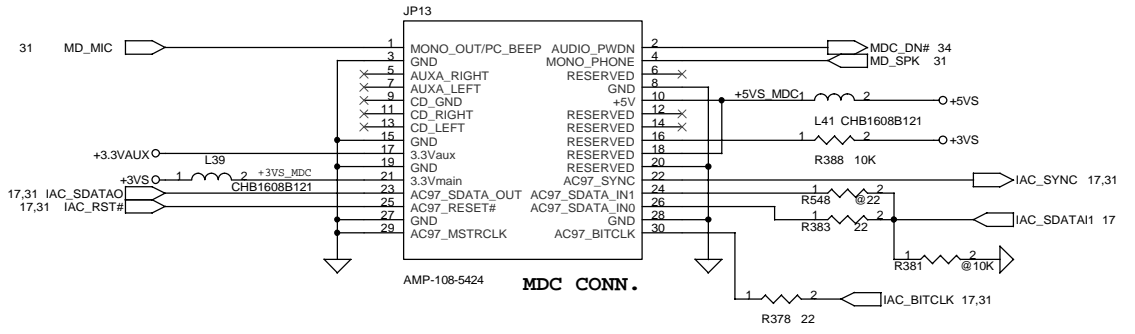 JP13
31 MD_MIC 1 MONO_OUT/PC_BEEP AUDIO_PWDN 2 MDC_DN# 34
3 GND MONO_PHONE 4 MD_SPK 31
5 AUXA_RIGHT RESERVED 6
7 AUXA_LEFT GND 8
9 CD_GND +5V 10 +5VS_MDC 1 2 +5VS
11 CD_RIGHT RESERVED 12
13 CD_LEFT RESERVED 14 L41 CHB1608B121
15 GND RESERVED 16 1 2 +3VS
+3.3VAUX 17 3.3Vaux RESERVED 18 R388 10K
L39
19 GND RESERVED 20
+3VS 1 2 +3VS_MDC 21 3.3Vmain AC97_SYNC 22 IAC_SYNC 17,31
CHB1608B121
17,31 IAC_SDATAO 23 AC97_SDATA_OUT AC97_SDATA_IN1 24 1 2
R548 @22
17,31 IAC_RST# 25 AC97_RESET# AC97_SDATA_IN0 26 1 2
27 GND GND 28 IAC_SDATAI1 17
R383 22
29 AC97_MSTRCLK AC97_BITCLK 30
1 2
R381 @10K
AMP-108-5424
MDC CONN.
1 2 IAC_BITCLK 17,31
R378 22